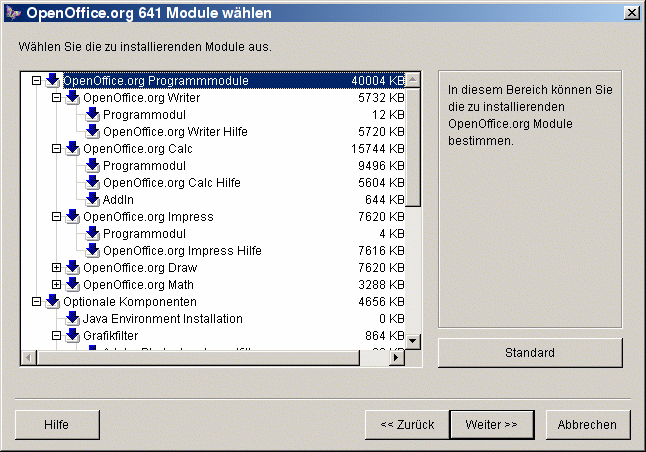 OpenOffice.org 641 Module wählen
Wählen Sie die zu installierenden Module aus.
OpenOffice.org Programmmodule 40004 KB
OpenOffice.org Writer 5732 KB
Programmodul 12 KB
OpenOffice.org Writer Hilfe 5720 KB
OpenOffice.org Calc 15744 KB
Programmodul 9496 KB
OpenOffice.org Calc Hilfe 5604 KB
AddIn 644 KB
OpenOffice.org Impress 7620 KB
Programmodul 4 KB
OpenOffice.org Impress Hilfe 7616 KB
OpenOffice.org Draw 7620 KB
OpenOffice.org Math 3288 KB
Optionale Komponenten 4656 KB
Java Environment Installation 0 KB
Grafikfilter 864 KB
In diesem Bereich können Sie
die zu installierenden
OpenOffice.org Module
bestimmen.
Standard
Hilfe
<< Zurück
Weiter >>
Abbrechen